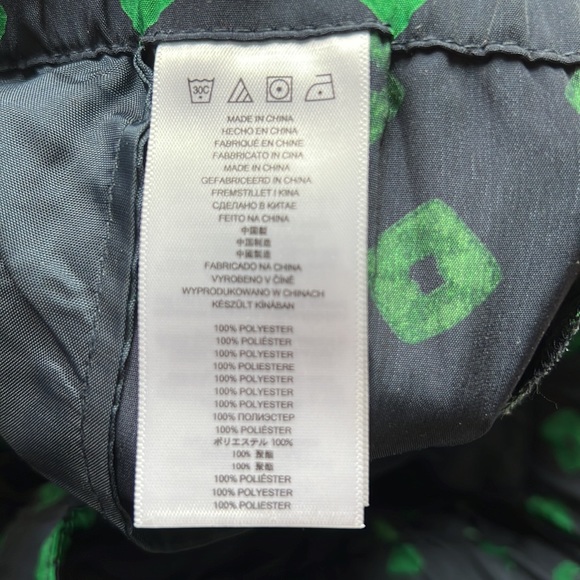 30C
MADE IN CHINA
HECHO EN CHINA
FABRIQUÉ EN CHINE
FABBRICATO IN CINA
MADE IN CHINA
GEFABRICEERD IN CHINA
FREMSTILLET I KINA
СДЕЛАНО В КИТАЕ
FEITO NA CHINA
中国製
中国制造
中國製造
FABRICADO NA CHINA
VYROBENO V ČÍNĚ
WYPRODUKOWANO W CHINACH
KÉSZÜLT KÍNÁBAN
100% POLYESTER
100% POLIÉSTER
100% POLYESTER
100% POLIESTERE
100% POLYESTER
100% POLYESTER
100% POLYESTER
100% ПОЛИЭСТЕР
100% POLIÉSTER
ポリエステル 100%
100% 聚酯
100% 聚酯
100% POLIÉSTER
100% POLYESTER
100% POLIESTER